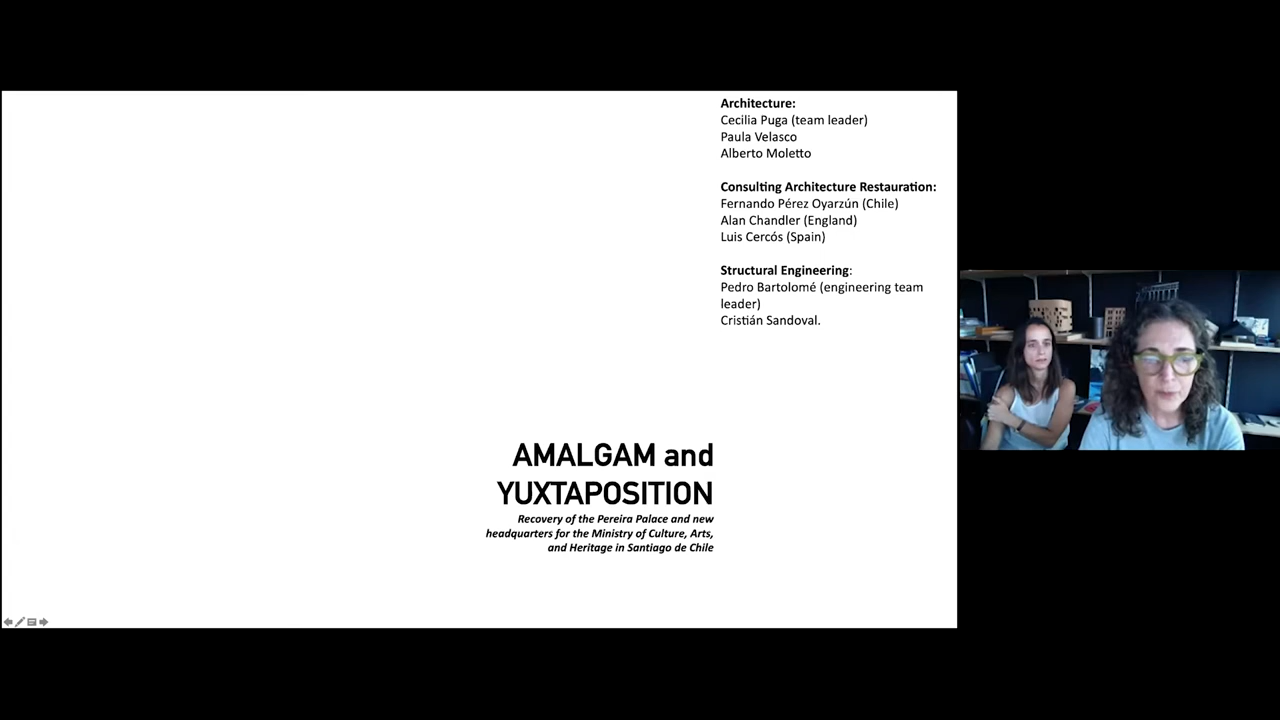 Architecture:
Cecilia Puga (team leader)
Paula Velasco
Alberto Moletto
Consulting Architecture Restauration:
Fernando Pérez Oyarzún (Chile)
Alan Chandler (England)
Luis Cercós (Spain)
Structural Engineering:
Pedro Bartolomé (engineering team
leader)
Cristián Sandoval.
AMALGAM and
YUXTAPOSITION
Recovery of the Pereira Palace and new
headquarters for the Ministry of Culture, Arts,
and Heritage in Santiago de Chile